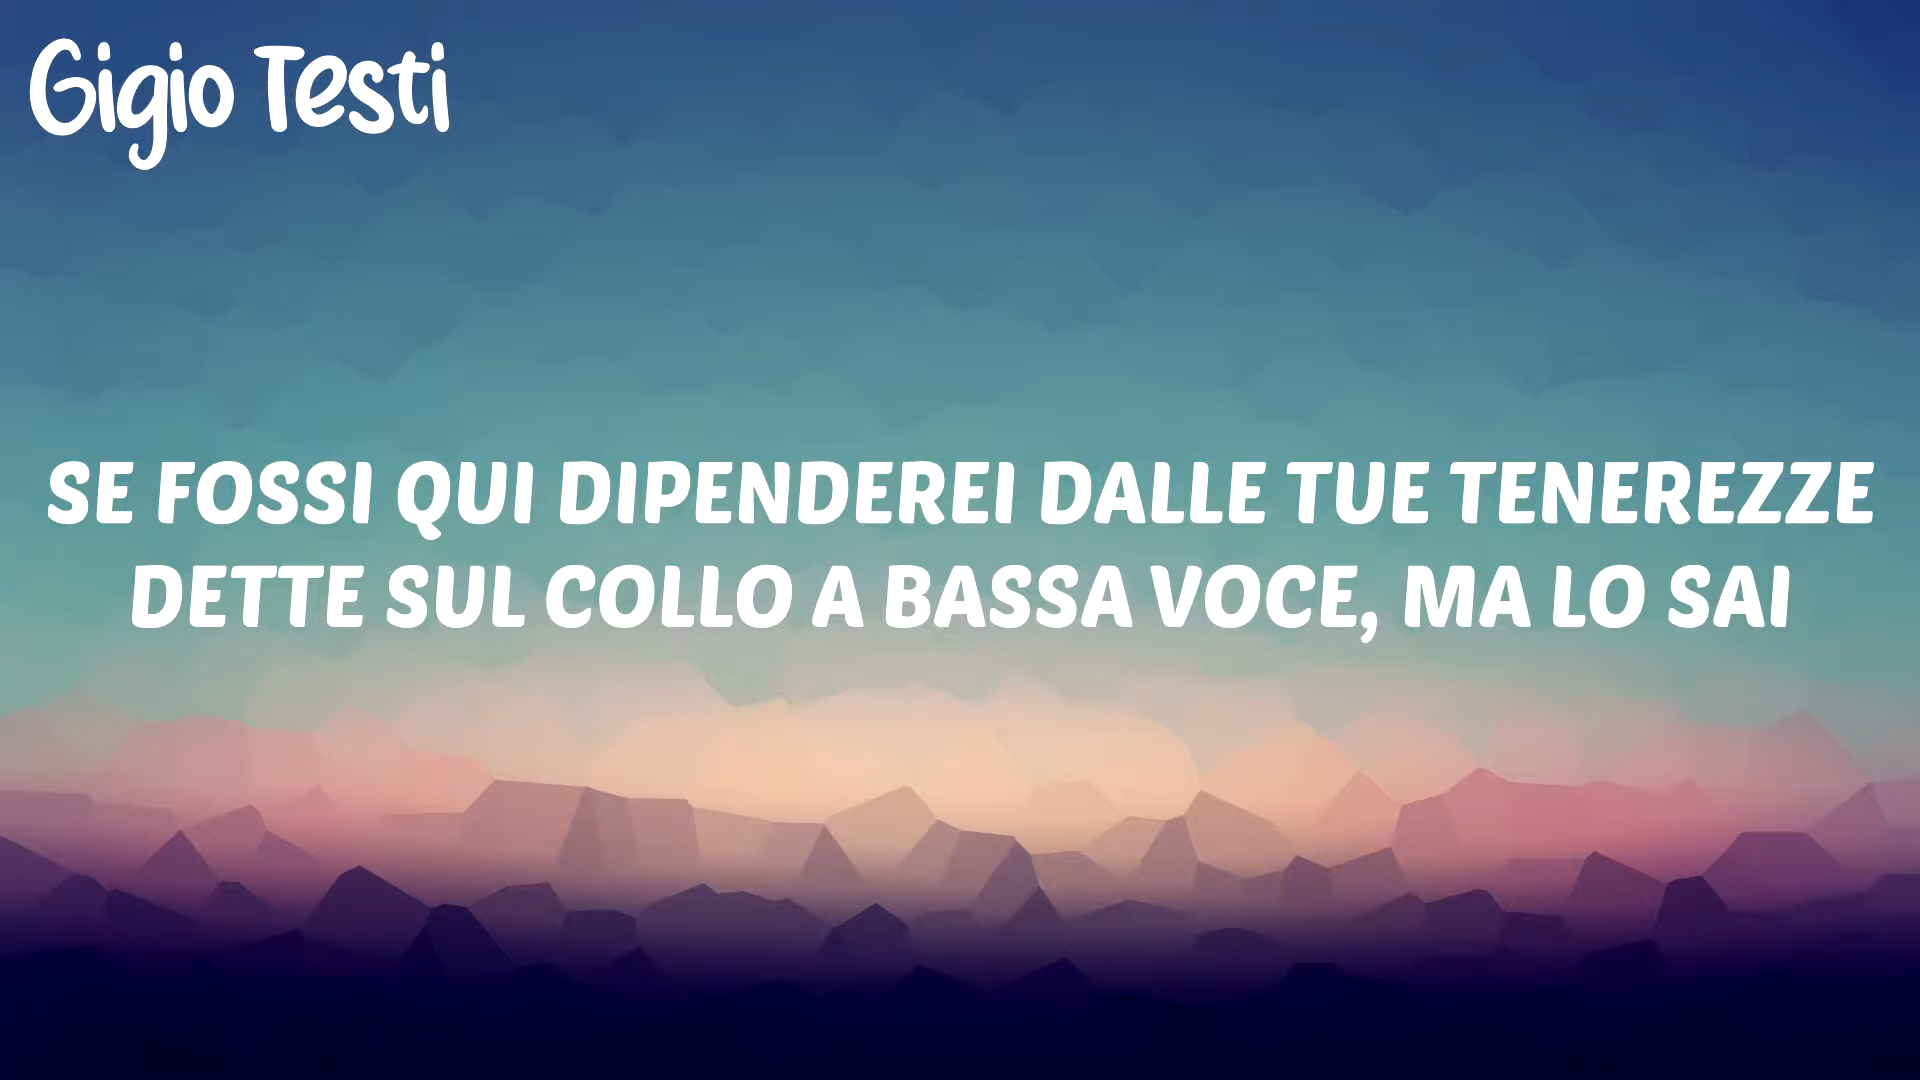 Gigio Testi
SE FOSSI QUI DIPENDEREI DALLE TUE TENEREZZE
DETTE SUL COLLO A BASSA VOCE, MA LO SAI